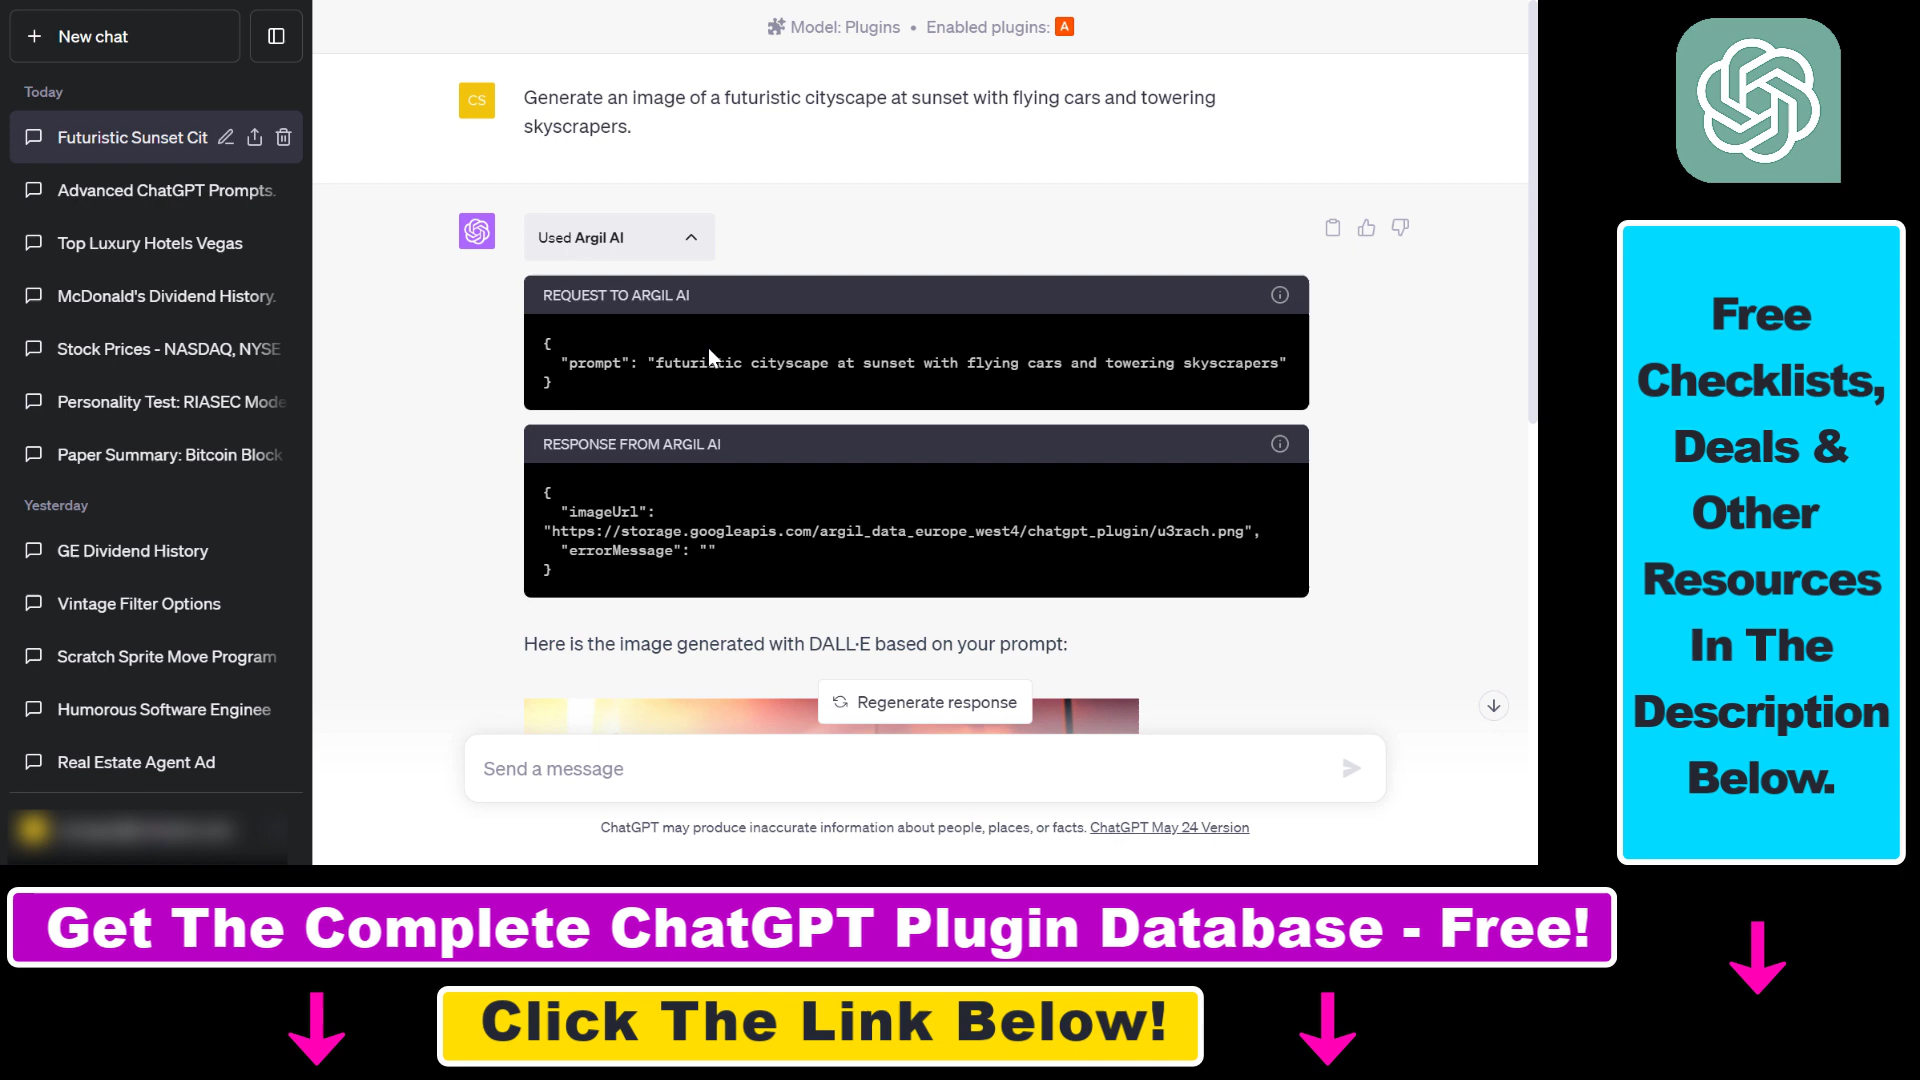 New chat
Today
Futuristic Sunset Cit
Advanced ChatGPT Prompts.
Top Luxury Hotels Vegas
McDonald's Dividend History.
Stock Prices - NASDAQ, NYSE
Personality Test: RIASEC Mode
Paper Summary: Bitcoin Block
Yesterday
GE Dividend History
Vintage Filter Options
Scratch Sprite Move Program
Humorous Software Enginee
Real Estate Agent Ad
Model: Plugins • Enabled plugins: A
CS
Generate an image of a futuristic cityscape at sunset with flying cars and towering
skyscrapers.
Used Argil AI
REQUEST TO ARGIL AI
{
"prompt": "futuristic cityscape at sunset with flying cars and towering skyscrapers"
}
RESPONSE FROM ARGIL AI
{
"imageUrl":
"https://storage.googleapis.com/argil_data_europe_west4/chatgpt_plugin/u3rach.png",
"errorMessage": ""
}
Here is the image generated with DALL·E based on your prompt:
Regenerate response
Send a message
ChatGPT may produce inaccurate information about people, places, or facts. ChatGPT May 24 Version
Free
Checklists,
Deals &
Other
Resources
In The
Description
Below.
Get The Complete ChatGPT Plugin Database - Free!
Click The Link Below!